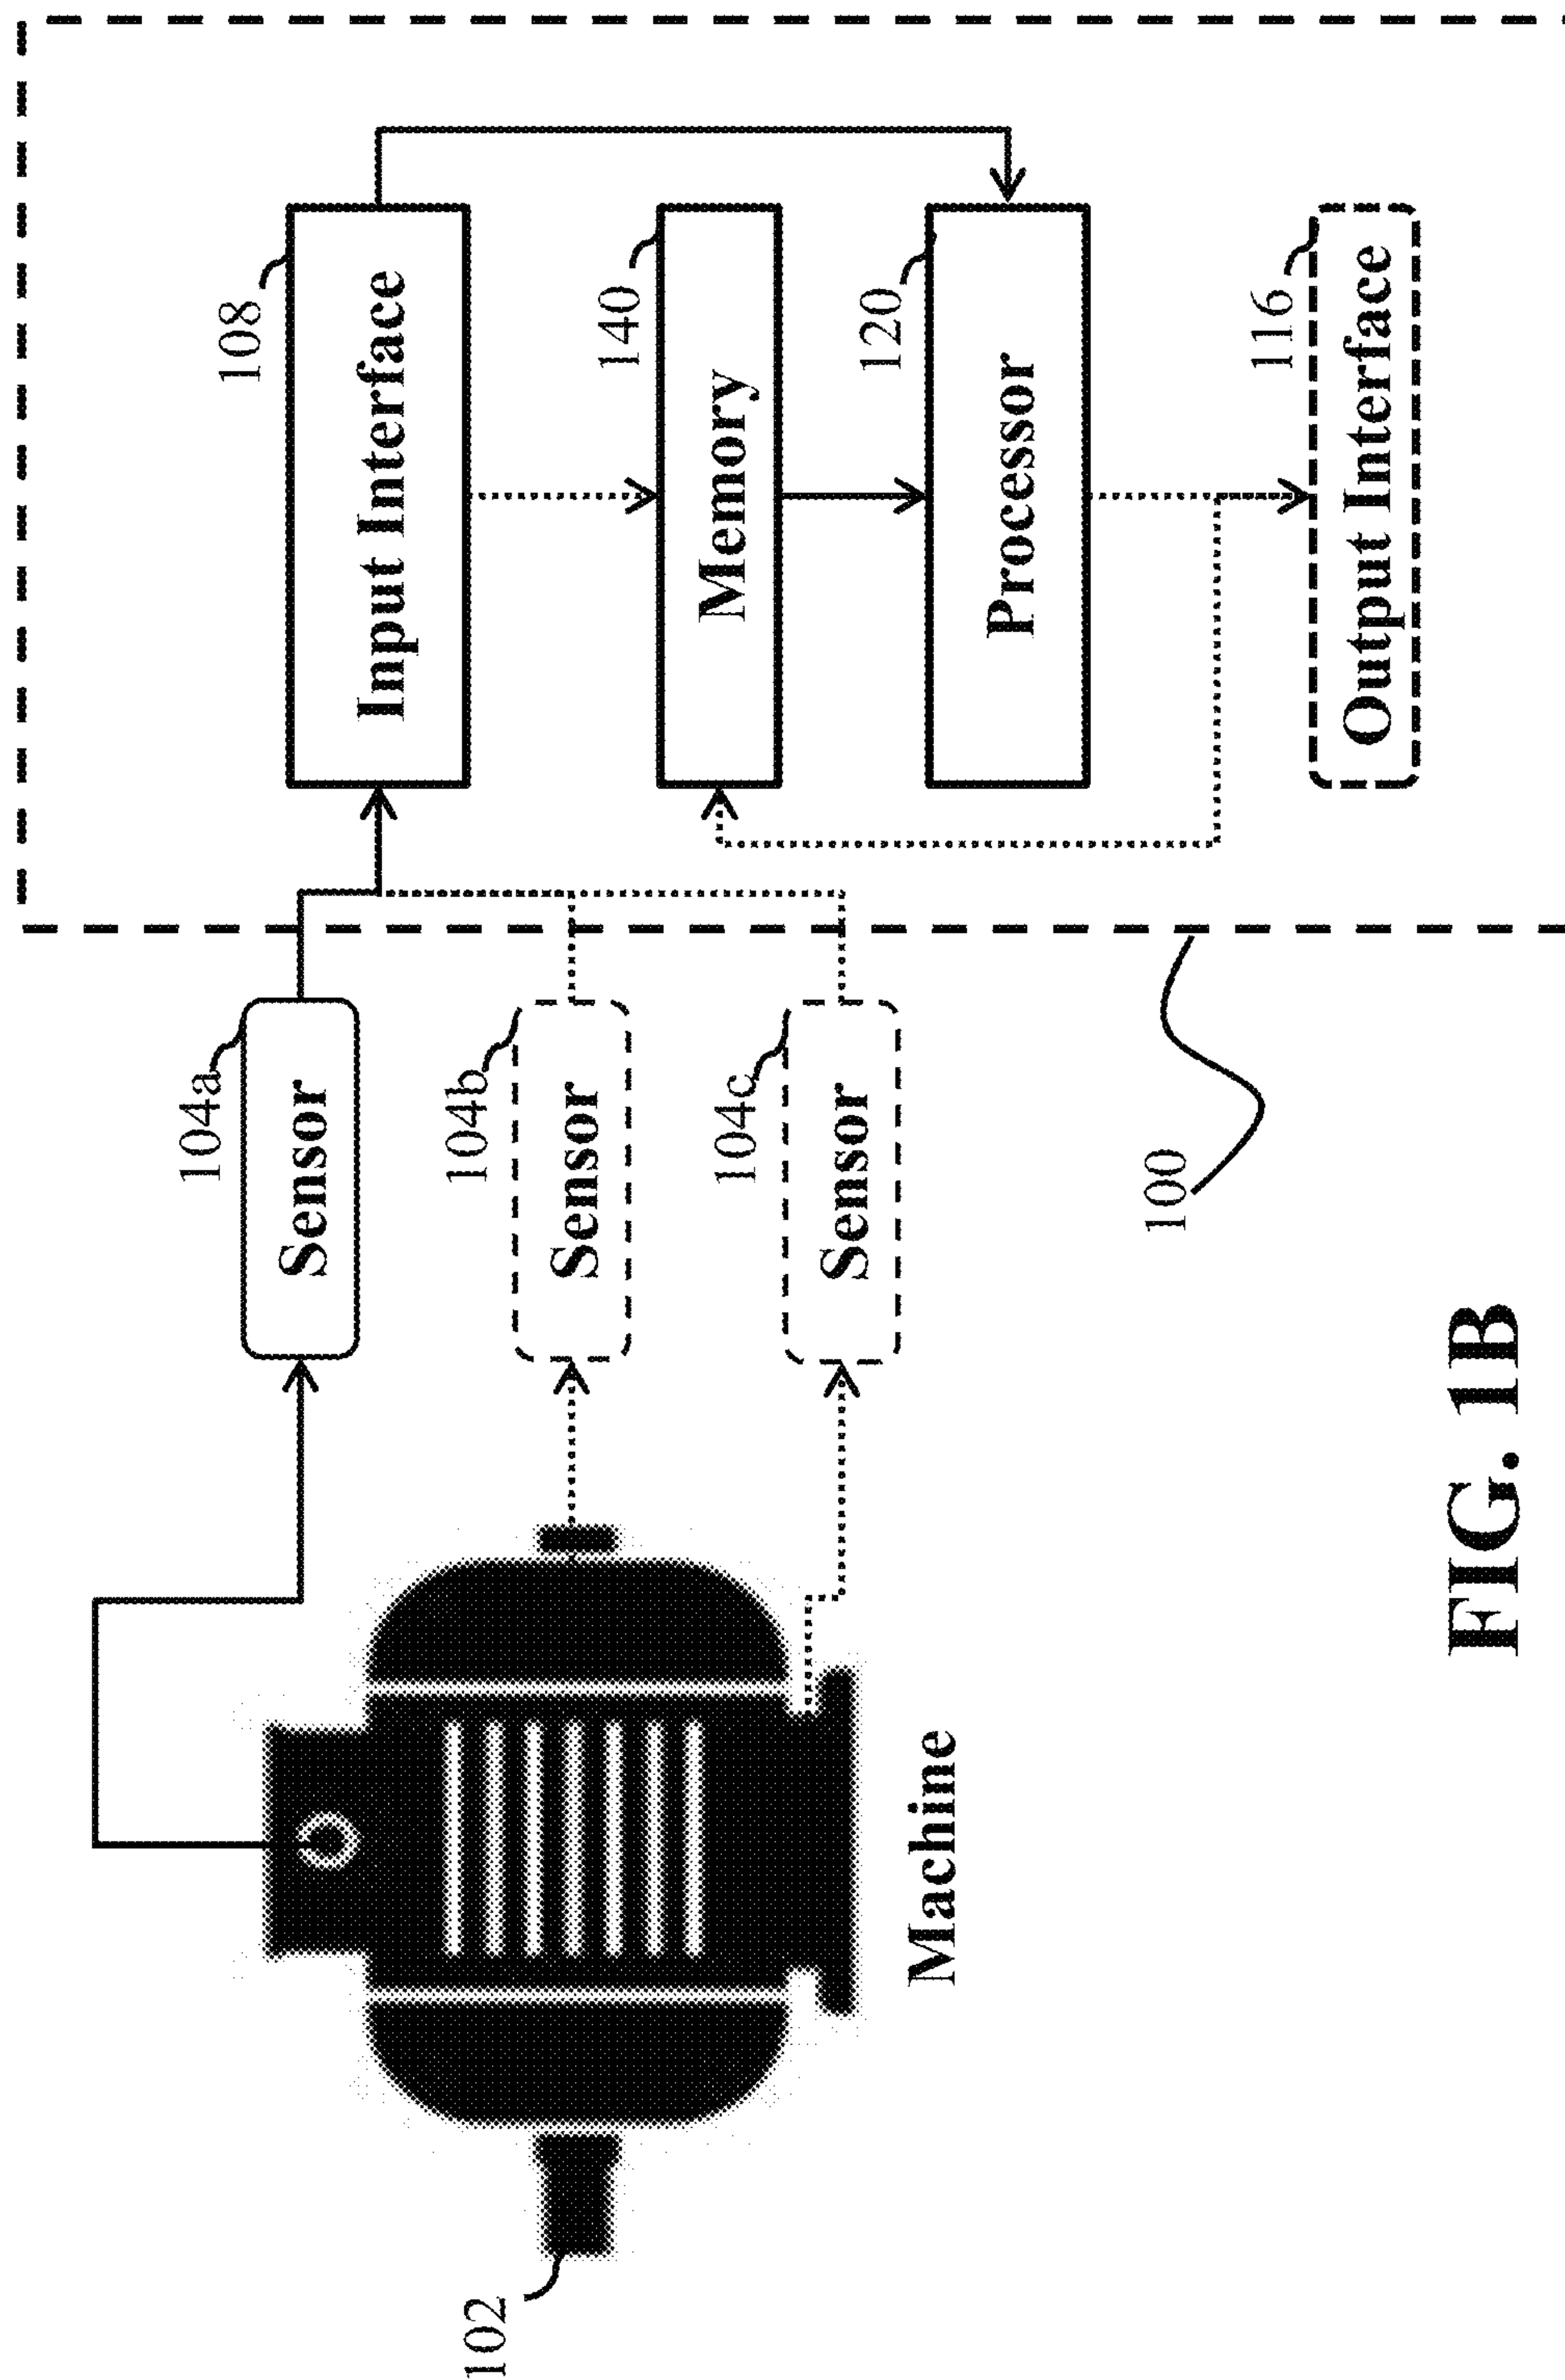 102
Machine
104a
Sensor
104b
Sensor
104c
Sensor
100
108
Input Interface
140
Memory
120
Processor
116
Output Interface
FIG. 1B